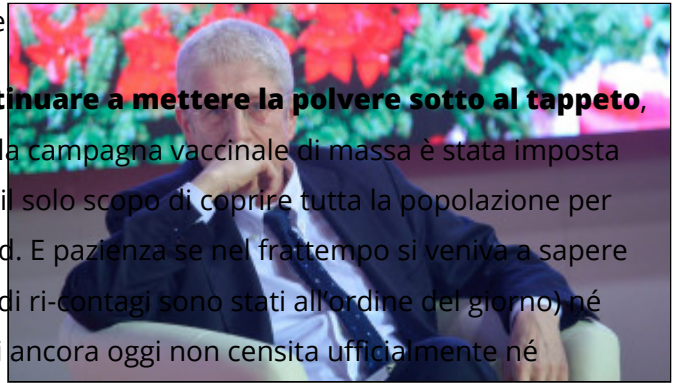 e
tinuare a mettere la polvere sotto al tappeto,
la campagna vaccinale di massa è stata imposta
il solo scopo di coprire tutta la popolazione per
d. E pazienza se nel frattempo si veniva a sapere
di ri-contagi sono stati all’ordine del giorno) né
i ancora oggi non censita ufficialmente né